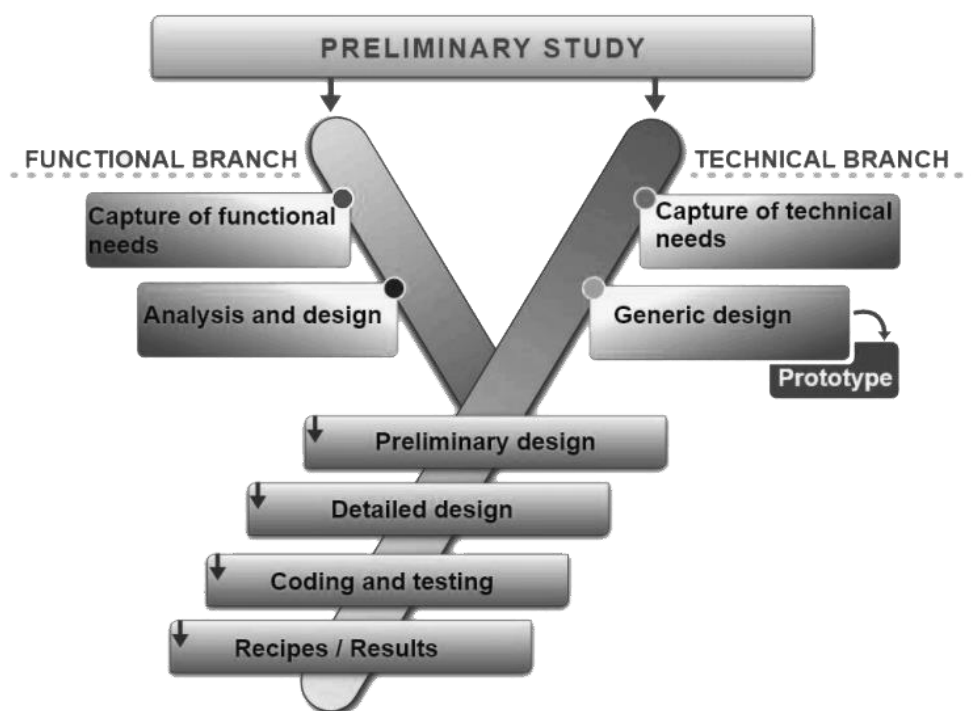 PRELIMINARY STUDY
FUNCTIONAL BRANCH
TECHNICAL BRANCH
Capture of functional
needs
Capture of technical
needs
Analysis and design
Generic design
Prototype
Preliminary design
Detailed design
Coding and testing
Recipes / Results